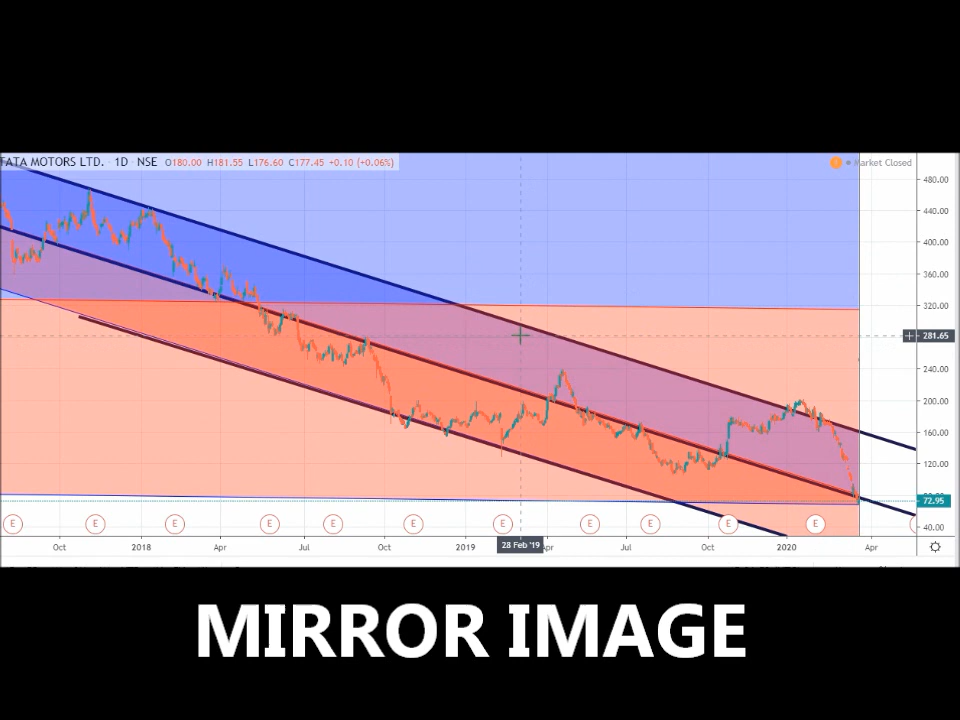 TATA MOTORS LTD. · 1D · NSE O180.00 H181.55 L176.60 C177.45 +0.10 (+0.06%)
Market Closed
480.00
440.00
400.00
360.00
320.00
281.65
240.00
200.00
160.00
120.00
72.95
40.00
E E E E E E E E E E E
Oct 2018 Apr Jul Oct 2019 28 Feb '19 Apr Jul Oct 2020 Apr
MIRROR IMAGE